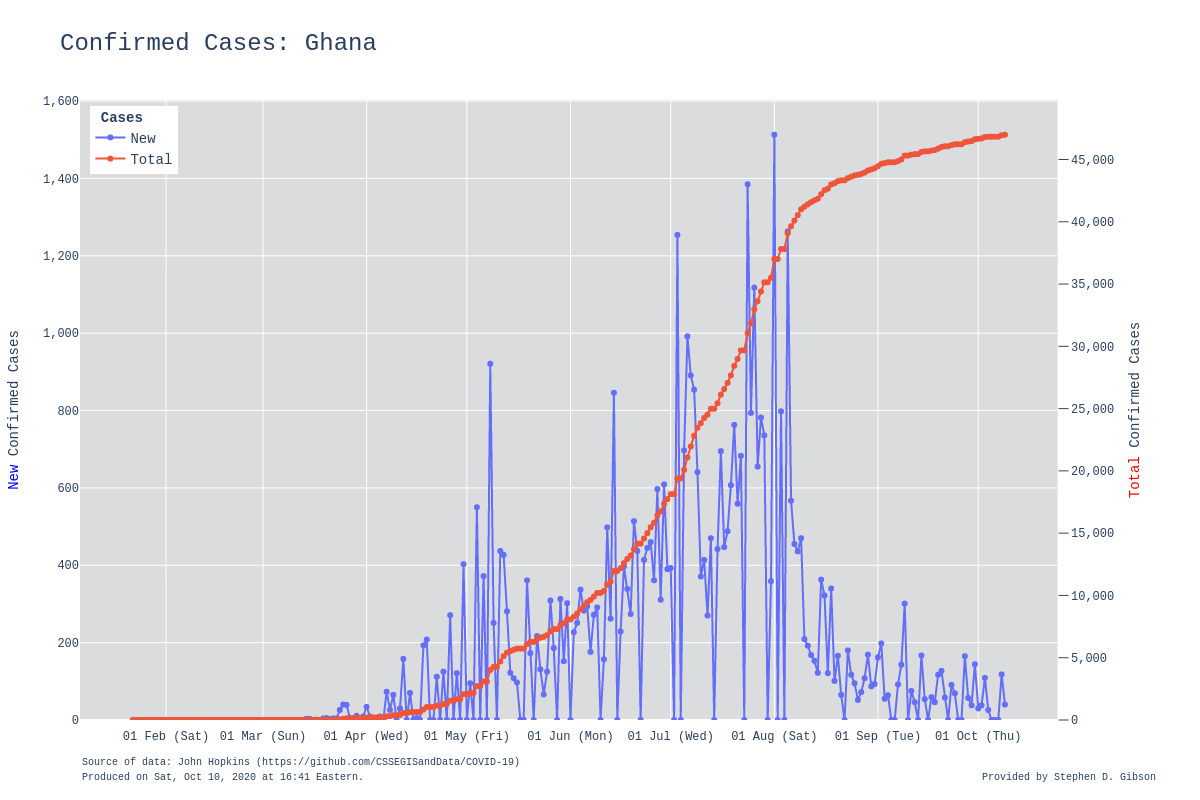 Confirmed Cases: Ghana
Cases
New
Total
1,600
1,400
1,200
1,000
800
600
400
200
0
45,000
40,000
35,000
30,000
25,000
20,000
15,000
10,000
5,000
0
New Confirmed Cases
Total Confirmed Cases
01 Feb (Sat) 01 Mar (Sun) 01 Apr (Wed) 01 May (Fri) 01 Jun (Mon) 01 Jul (Wed) 01 Aug (Sat) 01 Sep (Tue) 01 Oct (Thu)
Source of data: John Hopkins (https://github.com/CSSEGISandData/COVID-19)
Produced on Sat, Oct 10, 2020 at 16:41 Eastern.
Provided by Stephen D. Gibson